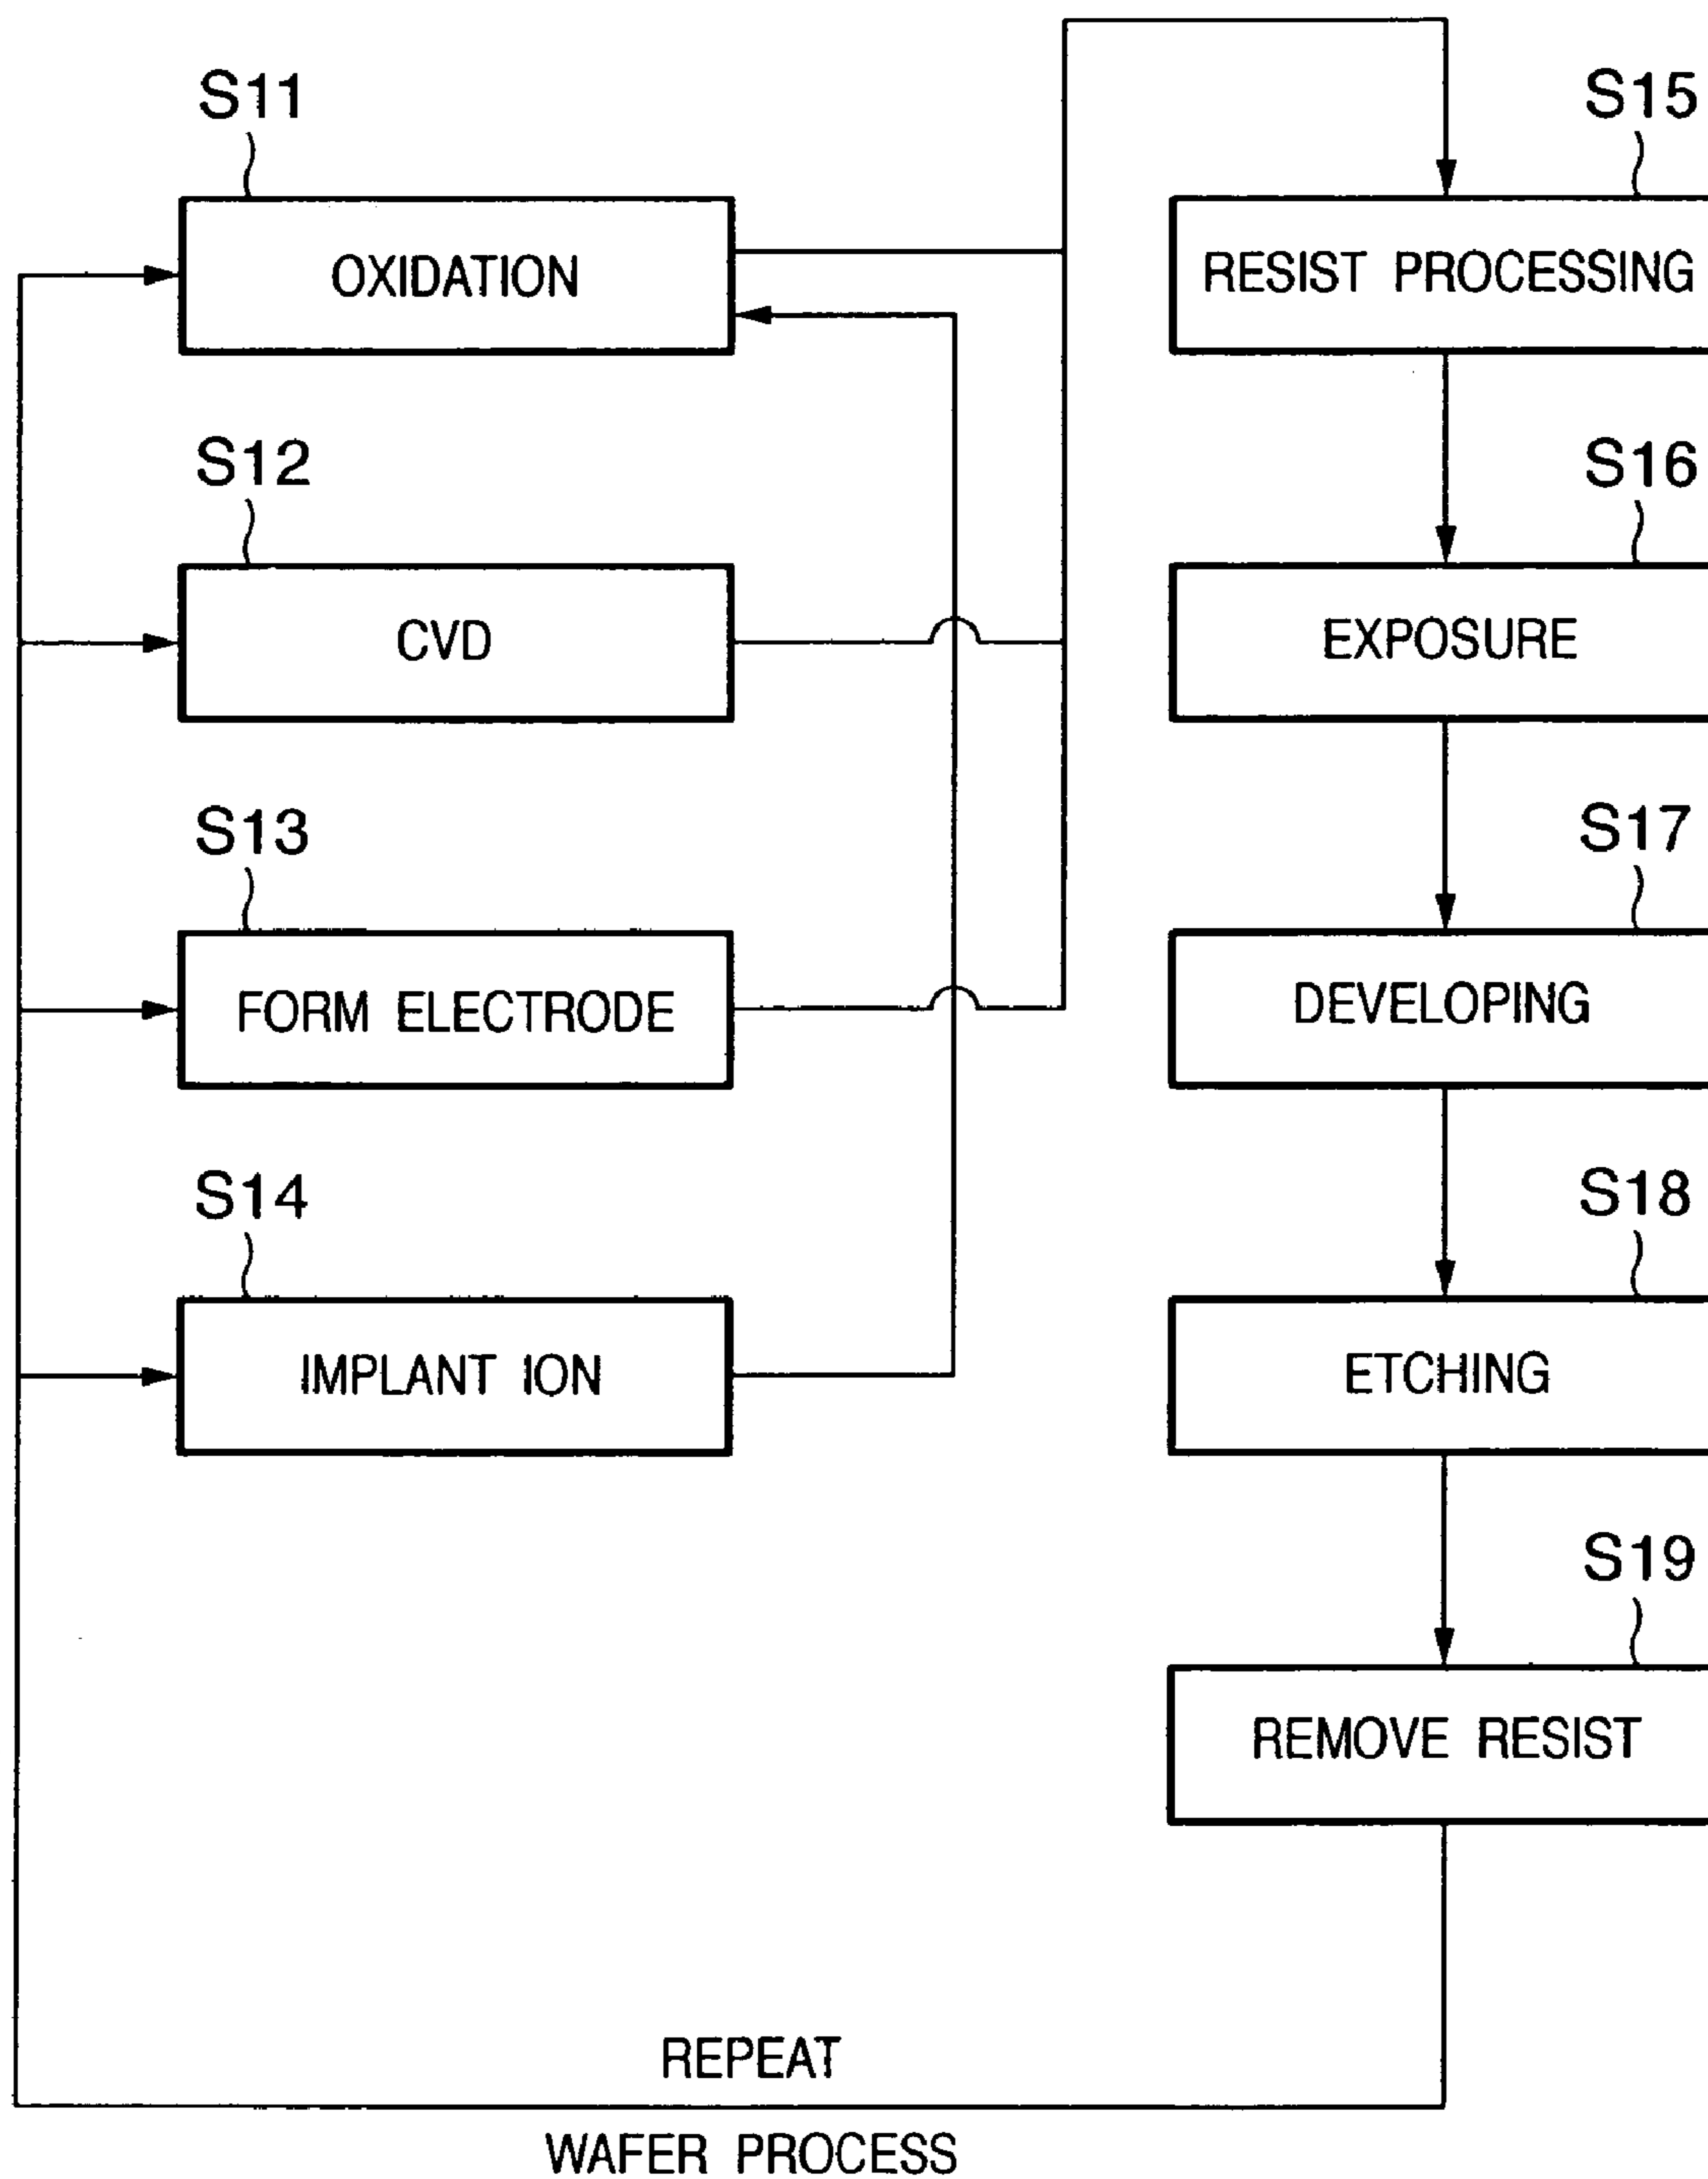 S11
OXIDATION
S12
CVD
S13
FORM ELECTRODE
S14
IMPLANT ION
S15
RESIST PROCESSING
S16
EXPOSURE
S17
DEVELOPING
S18
ETCHING
S19
REMOVE RESIST
REPEAT
WAFER PROCESS